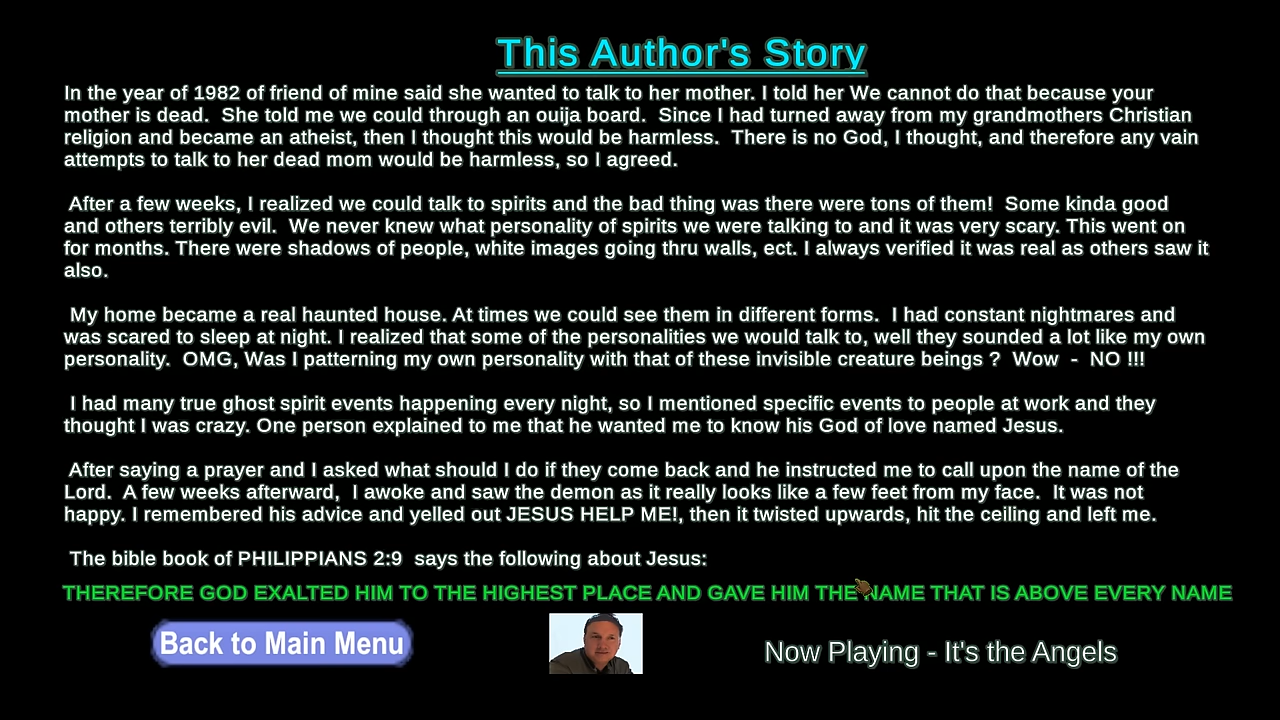 This Author's Story
In the year of 1982 of friend of mine said she wanted to talk to her mother. I told her We cannot do that because your
mother is dead.  She told me we could through an ouija board.  Since I had turned away from my grandmothers Christian
religion and became an atheist, then I thought this would be harmless.  There is no God, I thought, and therefore any vain
attempts to talk to her dead mom would be harmless, so I agreed.
After a few weeks, I realized we could talk to spirits and the bad thing was there were tons of them!  Some kinda good
and others terribly evil.  We never knew what personality of spirits we were talking to and it was very scary. This went on
for months. There were shadows of people, white images going thru walls, ect. I always verified it was real as others saw it
also.
My home became a real haunted house. At times we could see them in different forms.  I had constant nightmares and
was scared to sleep at night. I realized that some of the personalities we would talk to, well they sounded a lot like my own
personality.  OMG, Was I patterning my own personality with that of these invisible creature beings ?  Wow  -  NO !!!
I had many true ghost spirit events happening every night, so I mentioned specific events to people at work and they
thought I was crazy. One person explained to me that he wanted me to know his God of love named Jesus.
After saying a prayer and I asked what should I do if they come back and he instructed me to call upon the name of the
Lord.  A few weeks afterward,  I awoke and saw the demon as it really looks like a few feet from my face.  It was not
happy. I remembered his advice and yelled out JESUS HELP ME!, then it twisted upwards, hit the ceiling and left me.
The bible book of PHILIPPIANS 2:9  says the following about Jesus:
THEREFORE GOD EXALTED HIM TO THE HIGHEST PLACE AND GAVE HIM THE NAME THAT IS ABOVE EVERY NAME
Back to Main Menu
Now Playing - It's the Angels